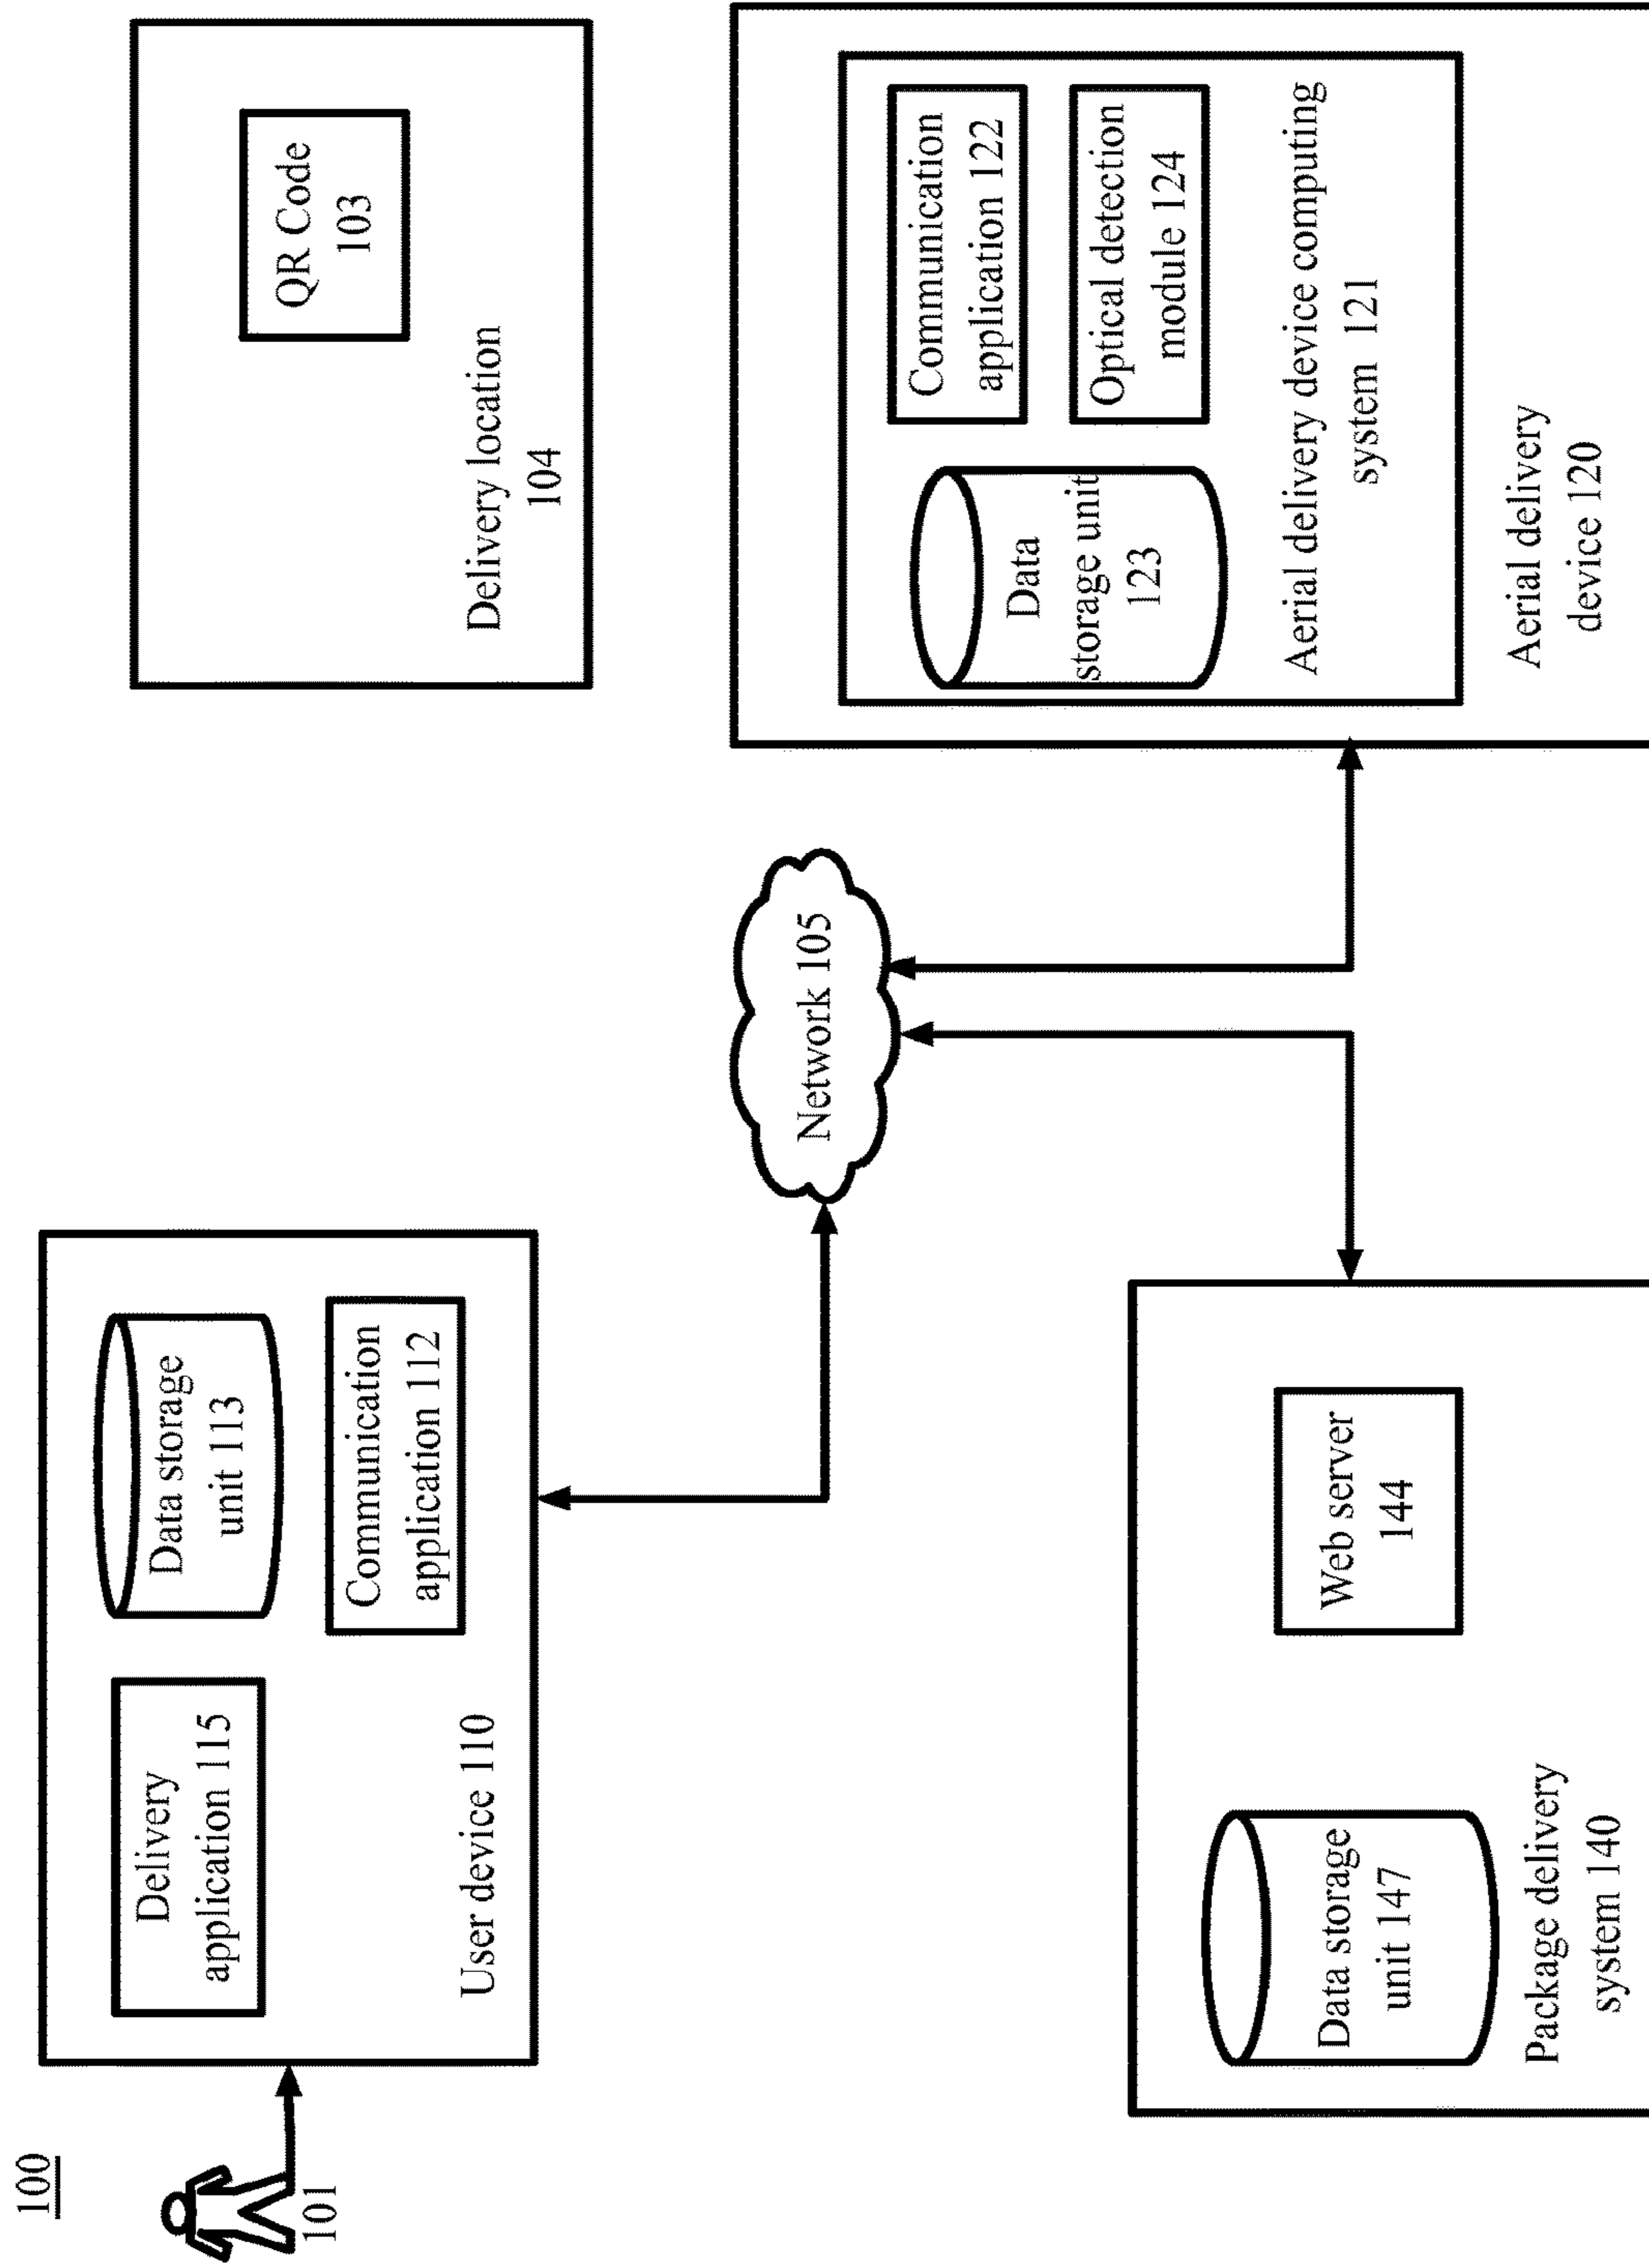 100
101
Delivery
application 115
Data storage
unit 113
Communication
application 112
User device 110
QR Code
103
Delivery location
104
Network 105
Data storage
unit 147
Web server
144
Package delivery
system 140
Data
storage unit
123
Communication
application 122
Optical detection
module 124
Aerial delivery device computing
system 121
Aerial delivery
device 120